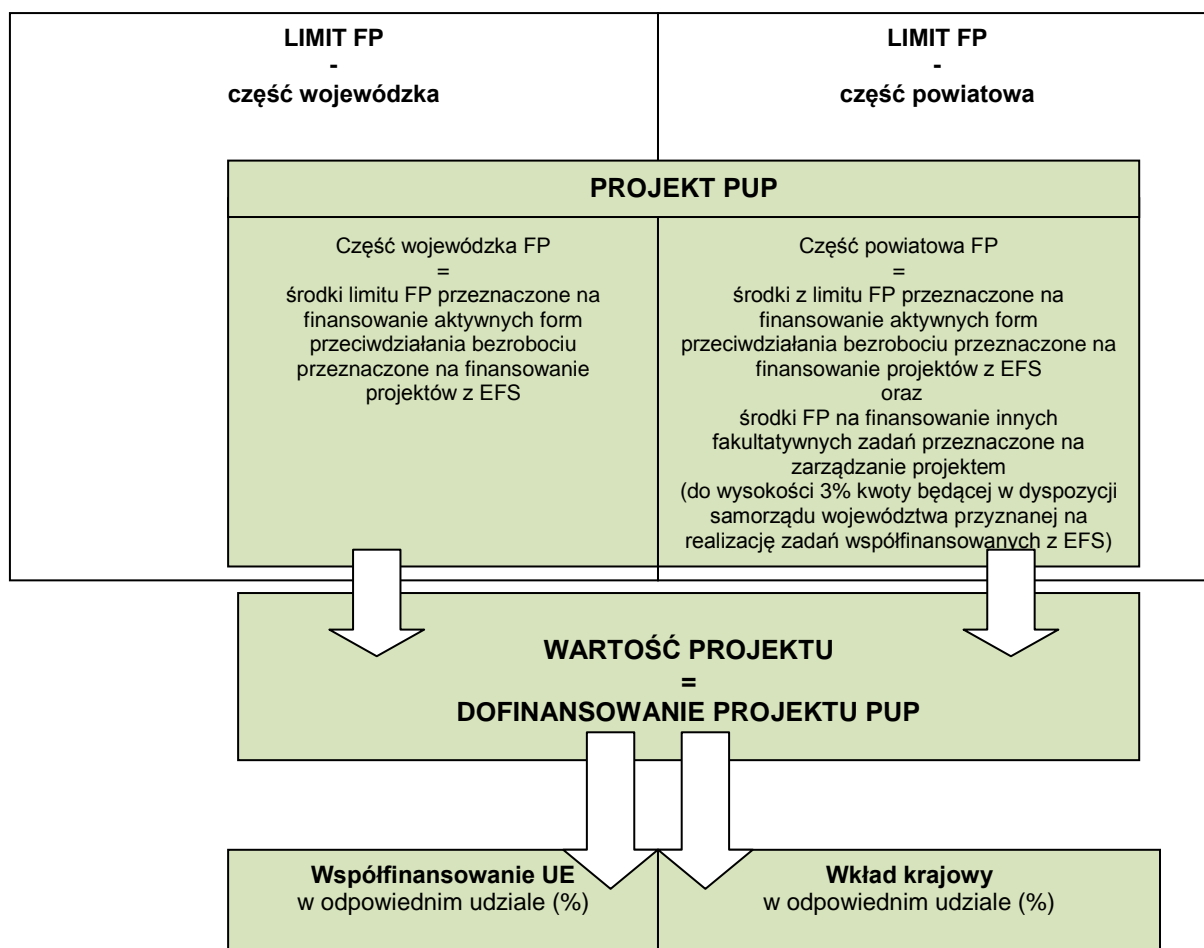 LIMIT FP
-
część wojewódzka
LIMIT FP
-
część powiatowa
PROJEKT PUP
Część wojewódzka FP
=
środki limitu FP przeznaczone na
finansowanie aktywnych form
przeciwdziałania bezrobociu
przeznaczone na finansowanie
projektów z EFS
Część powiatowa FP
=
środki z limitu FP przeznaczone na
finansowanie aktywnych form
przeciwdziałania bezrobociu przeznaczone na
finansowanie projektów z EFS
oraz
środki FP na finansowanie innych
fakultatywnych zadań przeznaczone na
zarządzanie projektem
(do wysokości 3% kwoty będącej w dyspozycji
samorządu województwa przyznanej na
realizację zadań współfinansowanych z EFS)
WARTOŚĆ PROJEKTU
=
DOFINANSOWANIE PROJEKTU PUP
Współfinansowanie UE
w odpowiednim udziale (%)
Wkład krajowy
w odpowiednim udziale (%)